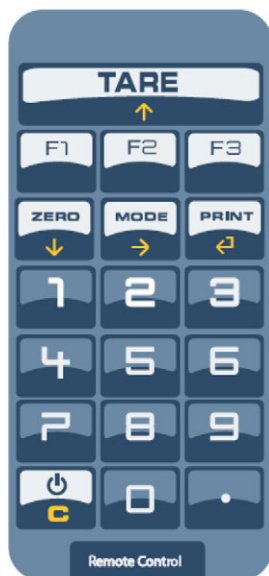 TARE
↑
F1 F2 F3
ZERO MODE PRINT
↓ → ↵
1 2 3
4 5 6
7 8 9
C 0 .
Remote Control